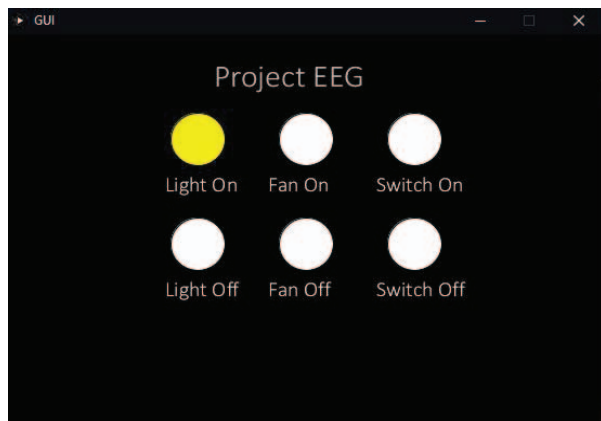 GUI
Project EEG
Light On Fan On Switch On
Light Off Fan Off Switch Off